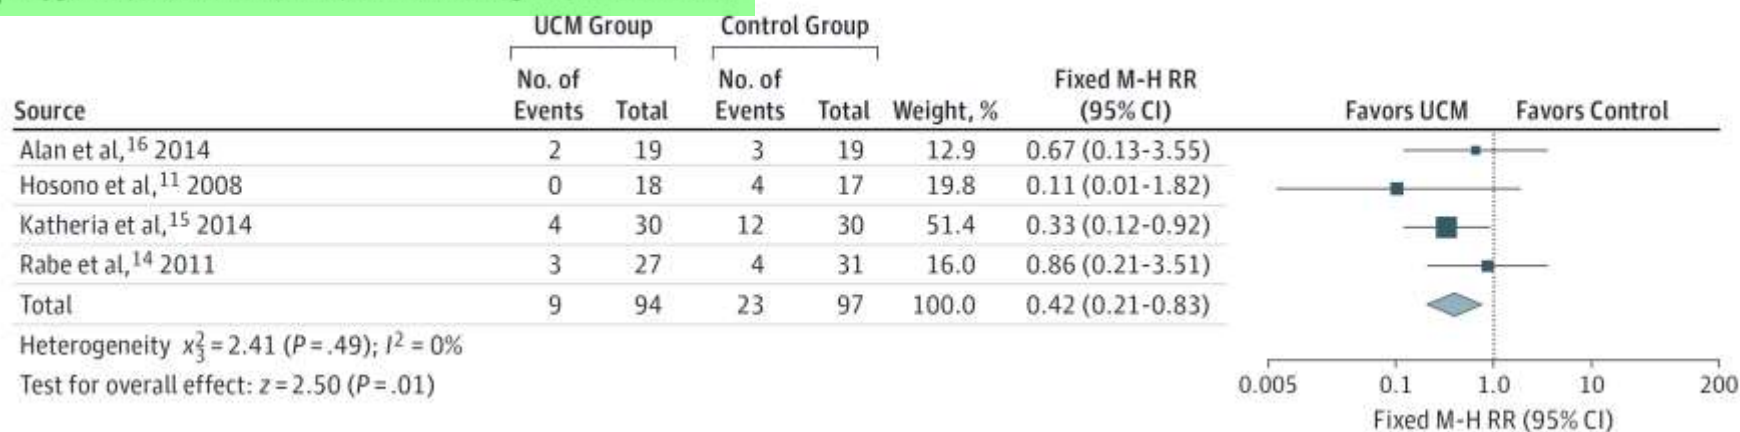 UCM Group Control Group
No. of No. of Fixed M-H RR
Source Events Total Events Total Weight, % (95% CI) Favors UCM Favors Control
Alan et al,16 2014 2 19 3 19 12.9 0.67 (0.13-3.55)
Hosono et al,11 2008 0 18 4 17 19.8 0.11 (0.01-1.82)
Katheria et al,15 2014 4 30 12 30 51.4 0.33 (0.12-0.92)
Rabe et al,14 2011 3 27 4 31 16.0 0.86 (0.21-3.51)
Total 9 94 23 97 100.0 0.42 (0.21-0.83)
Heterogeneity x²₃ = 2.41 (P = .49); I² = 0%
Test for overall effect: z = 2.50 (P = .01)
0.005 0.1 1.0 10 200
Fixed M-H RR (95% CI)